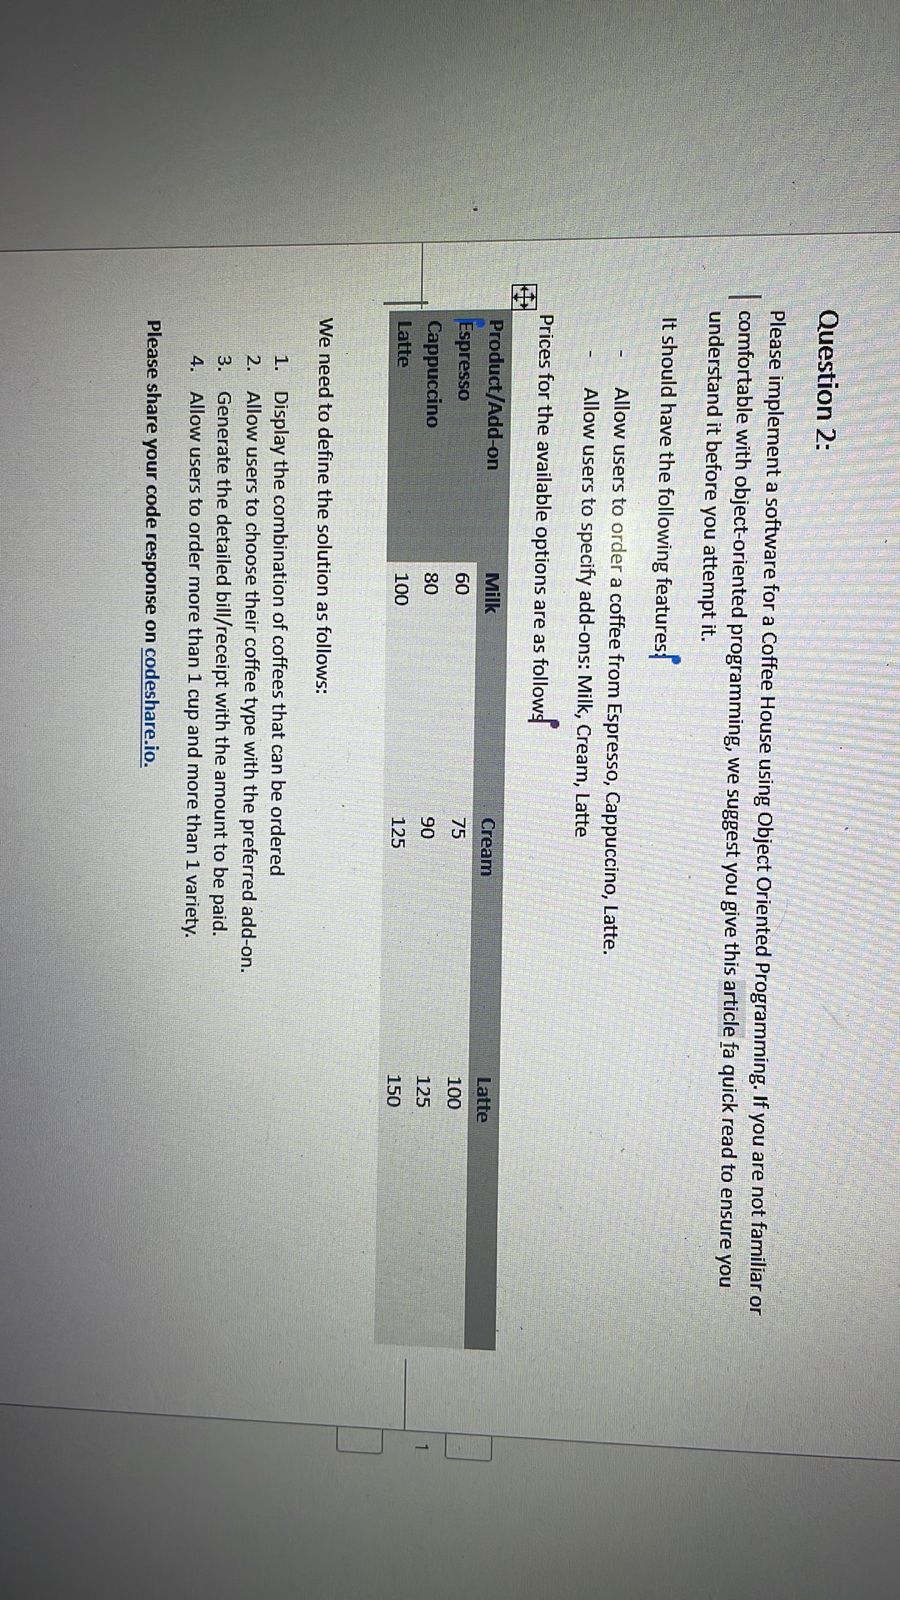 Question 2:
Please implement a software for a Coffee House using Object Oriented Programming. If you are not familiar or
comfortable with object-oriented programming, we suggest you give this article fa quick read to ensure you
understand it before you attempt it.
It should have the following features:
- Allow users to order a coffee from Espresso, Cappuccino, Latte.
- Allow users to specify add-ons: Milk, Cream, Latte
Prices for the available options are as follows
Product/Add-on Milk Cream Latte
Espresso 60 75 100
Cappuccino 80 90 125
Latte 100 125 150
1
We need to define the solution as follows:
1. Display the combination of coffees that can be ordered
2. Allow users to choose their coffee type with the preferred add-on.
3. Generate the detailed bill/receipt with the amount to be paid.
4. Allow users to order more than 1 cup and more than 1 variety.
Please share your code response on codeshare.io.